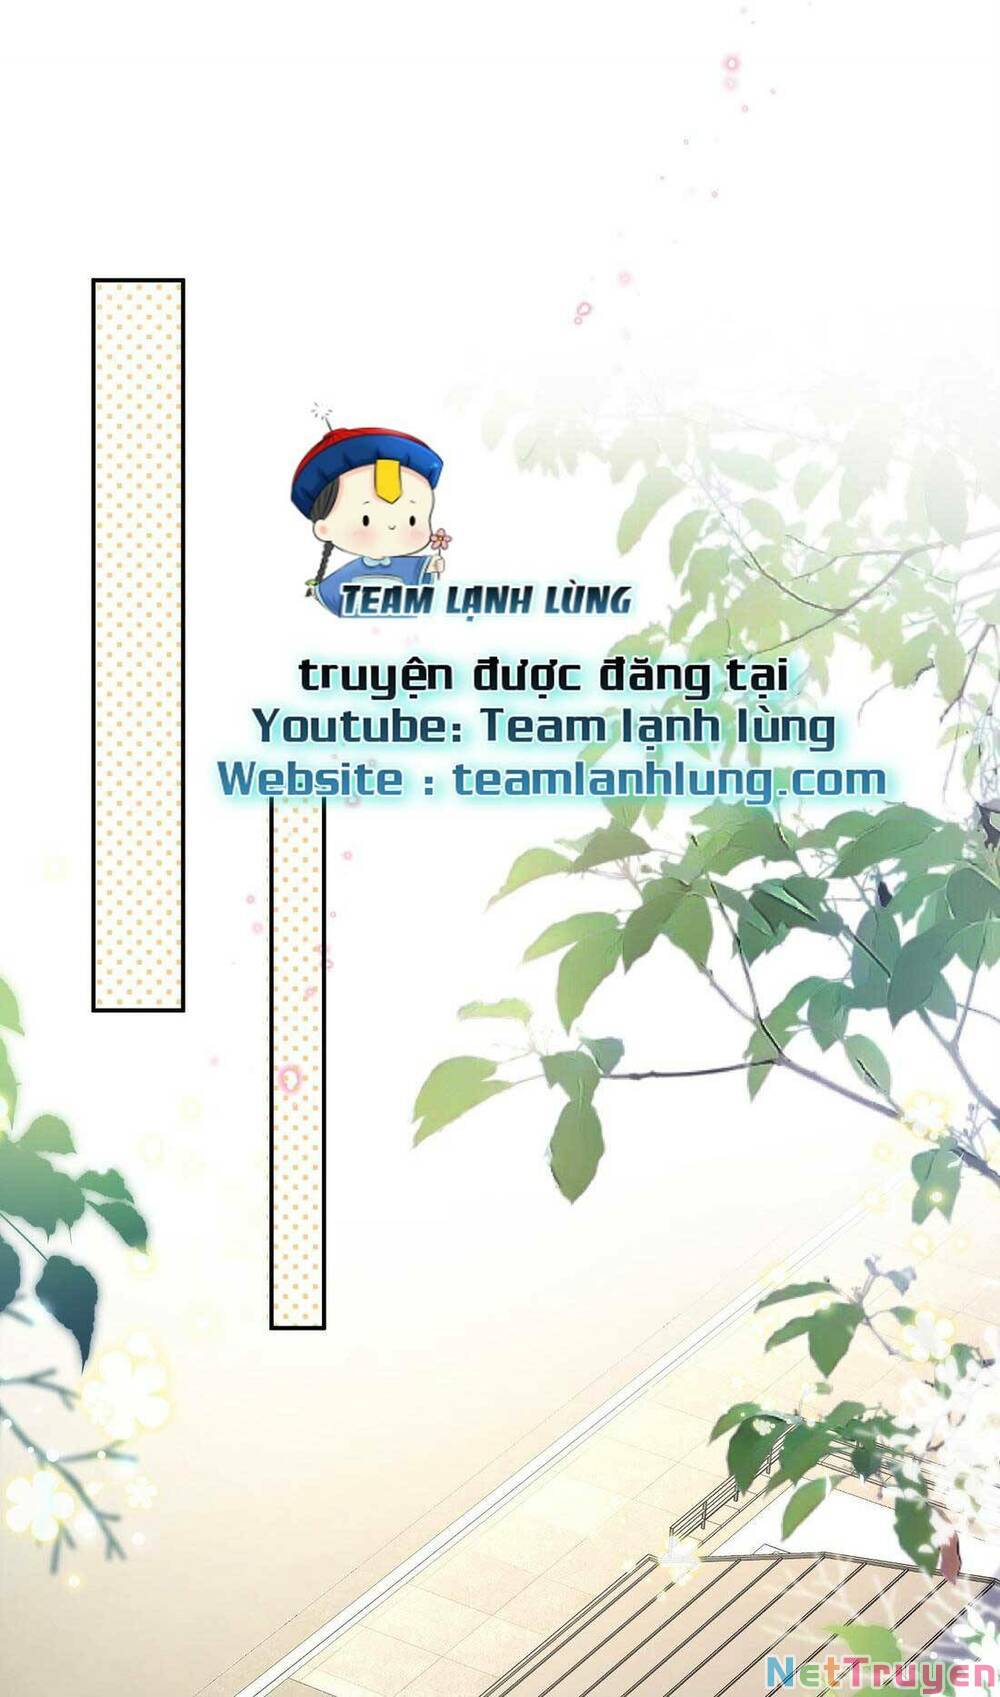 TEAM LẠNH LÙNG
truyện được đăng tại
Youtube: Team lạnh lùng
Website : teamlanhlung.com
NetTruyen